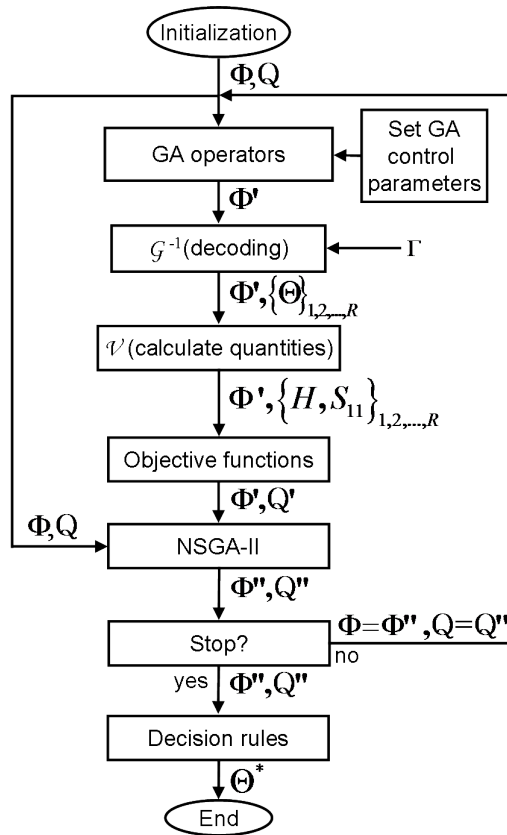 Initialization
Φ,Q
GA operators
Set GA
control
parameters
Φ'
𝒢⁻¹(decoding)
Γ
Φ',{Θ}₁,₂,...,R
𝒱(calculate quantities)
Φ',{H,S₁₁}₁,₂,...,R
Objective functions
Φ',Q'
Φ,Q
NSGA-II
Φ",Q"
Stop?
Φ=Φ",Q=Q"
no
yes
Φ",Q"
Decision rules
Θ*
End